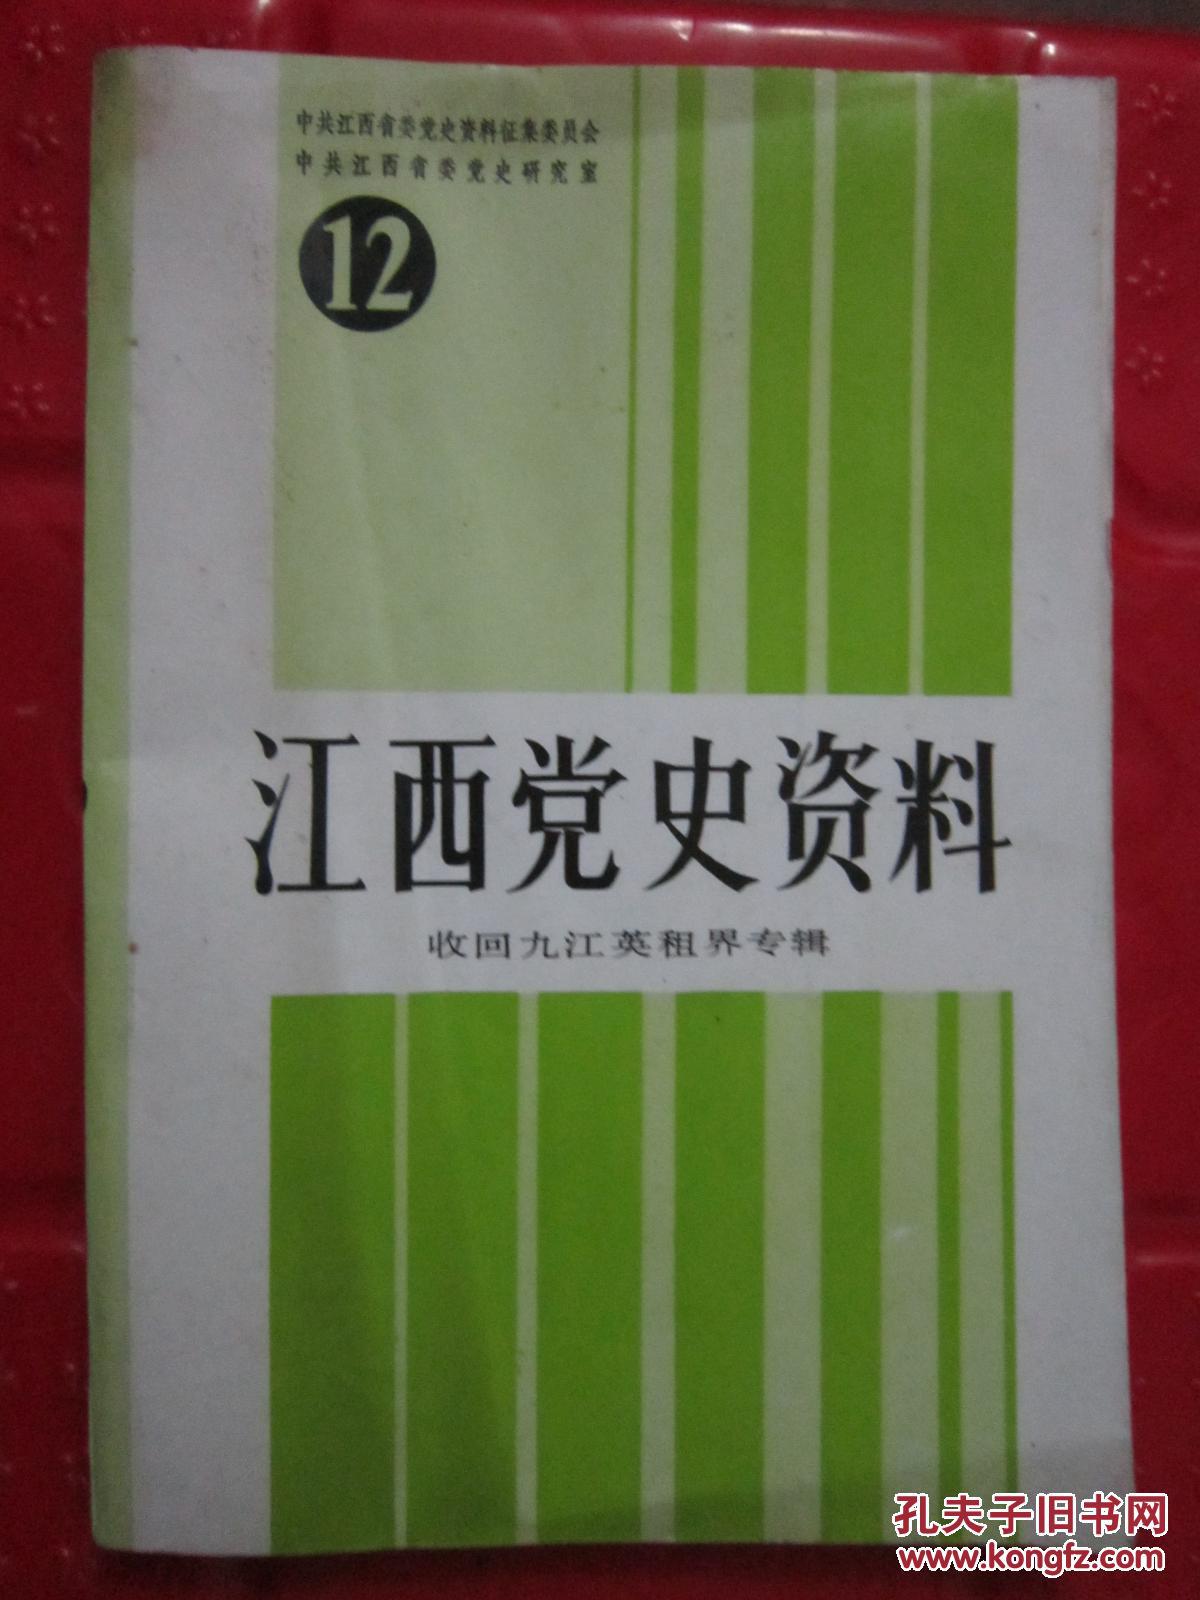 中共江西省委党史资料征集委员会
中共江西省委党史研究室
12
江西党史资料
收回九江英租界专辑
孔夫子旧书网
www.kongfz.com